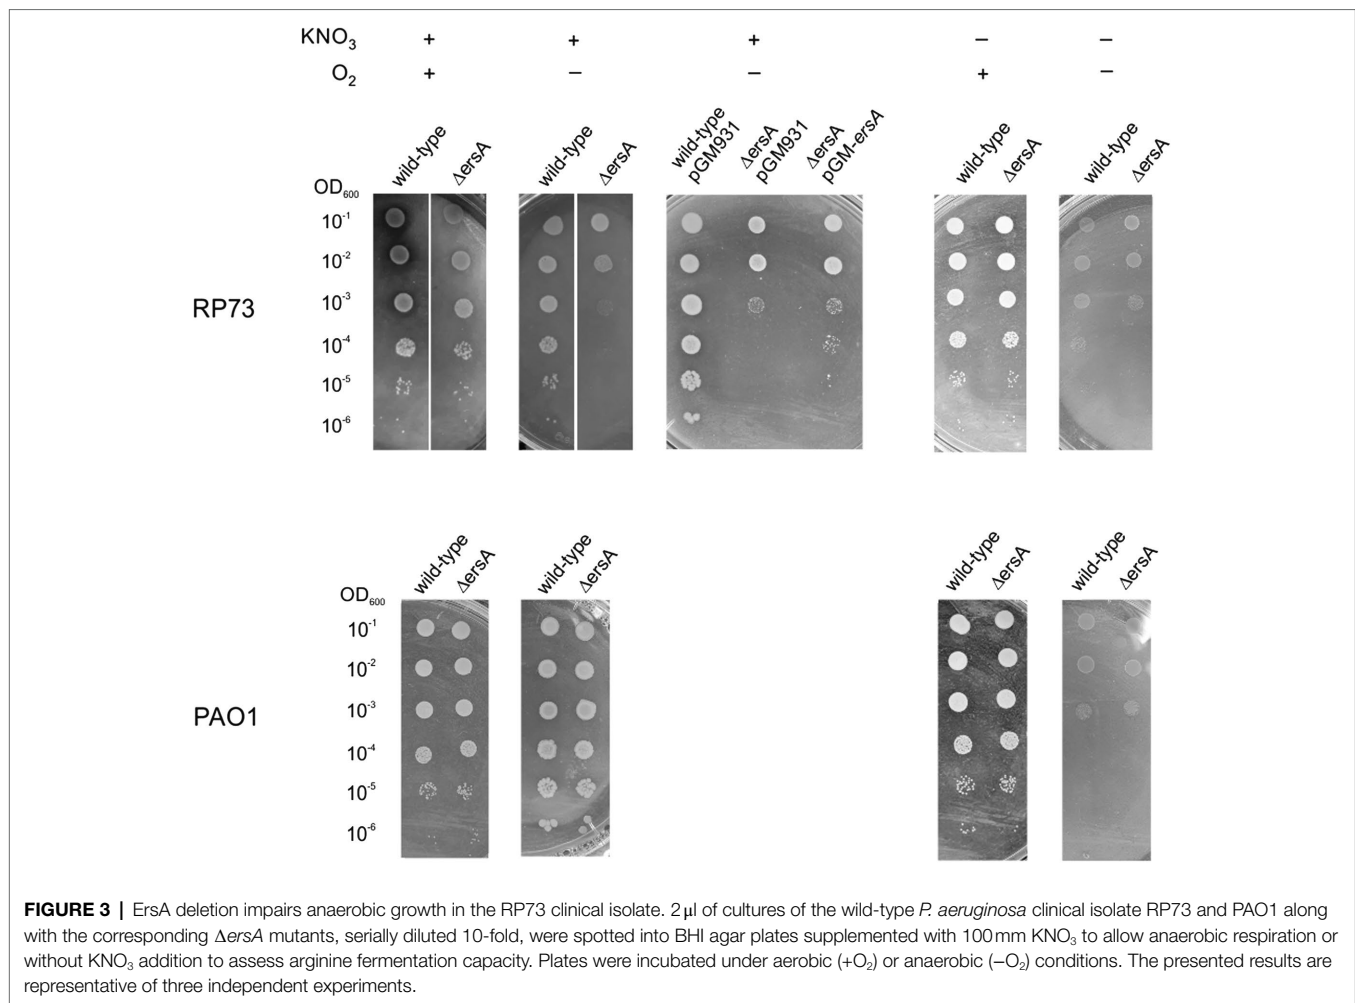 KNO3 + + + − −
O2 + − − + −
wild-type ΔersA wild-type ΔersA wild-type pGM931 ΔersA pGM931 ΔersA pGM-ersA wild-type ΔersA wild-type ΔersA
OD600
10-1
10-2
10-3
RP73
10-4
10-5
10-6
wild-type ΔersA wild-type ΔersA wild-type ΔersA wild-type ΔersA
OD600
10-1
10-2
10-3
PAO1
10-4
10-5
10-6
FIGURE 3 | ErsA deletion impairs anaerobic growth in the RP73 clinical isolate. 2 μl of cultures of the wild-type P. aeruginosa clinical isolate RP73 and PAO1 along
with the corresponding ΔersA mutants, serially diluted 10-fold, were spotted into BHI agar plates supplemented with 100mm KNO3 to allow anaerobic respiration or
without KNO3 addition to assess arginine fermentation capacity. Plates were incubated under aerobic (+O2) or anaerobic (−O2) conditions. The presented results are
representative of three independent experiments.